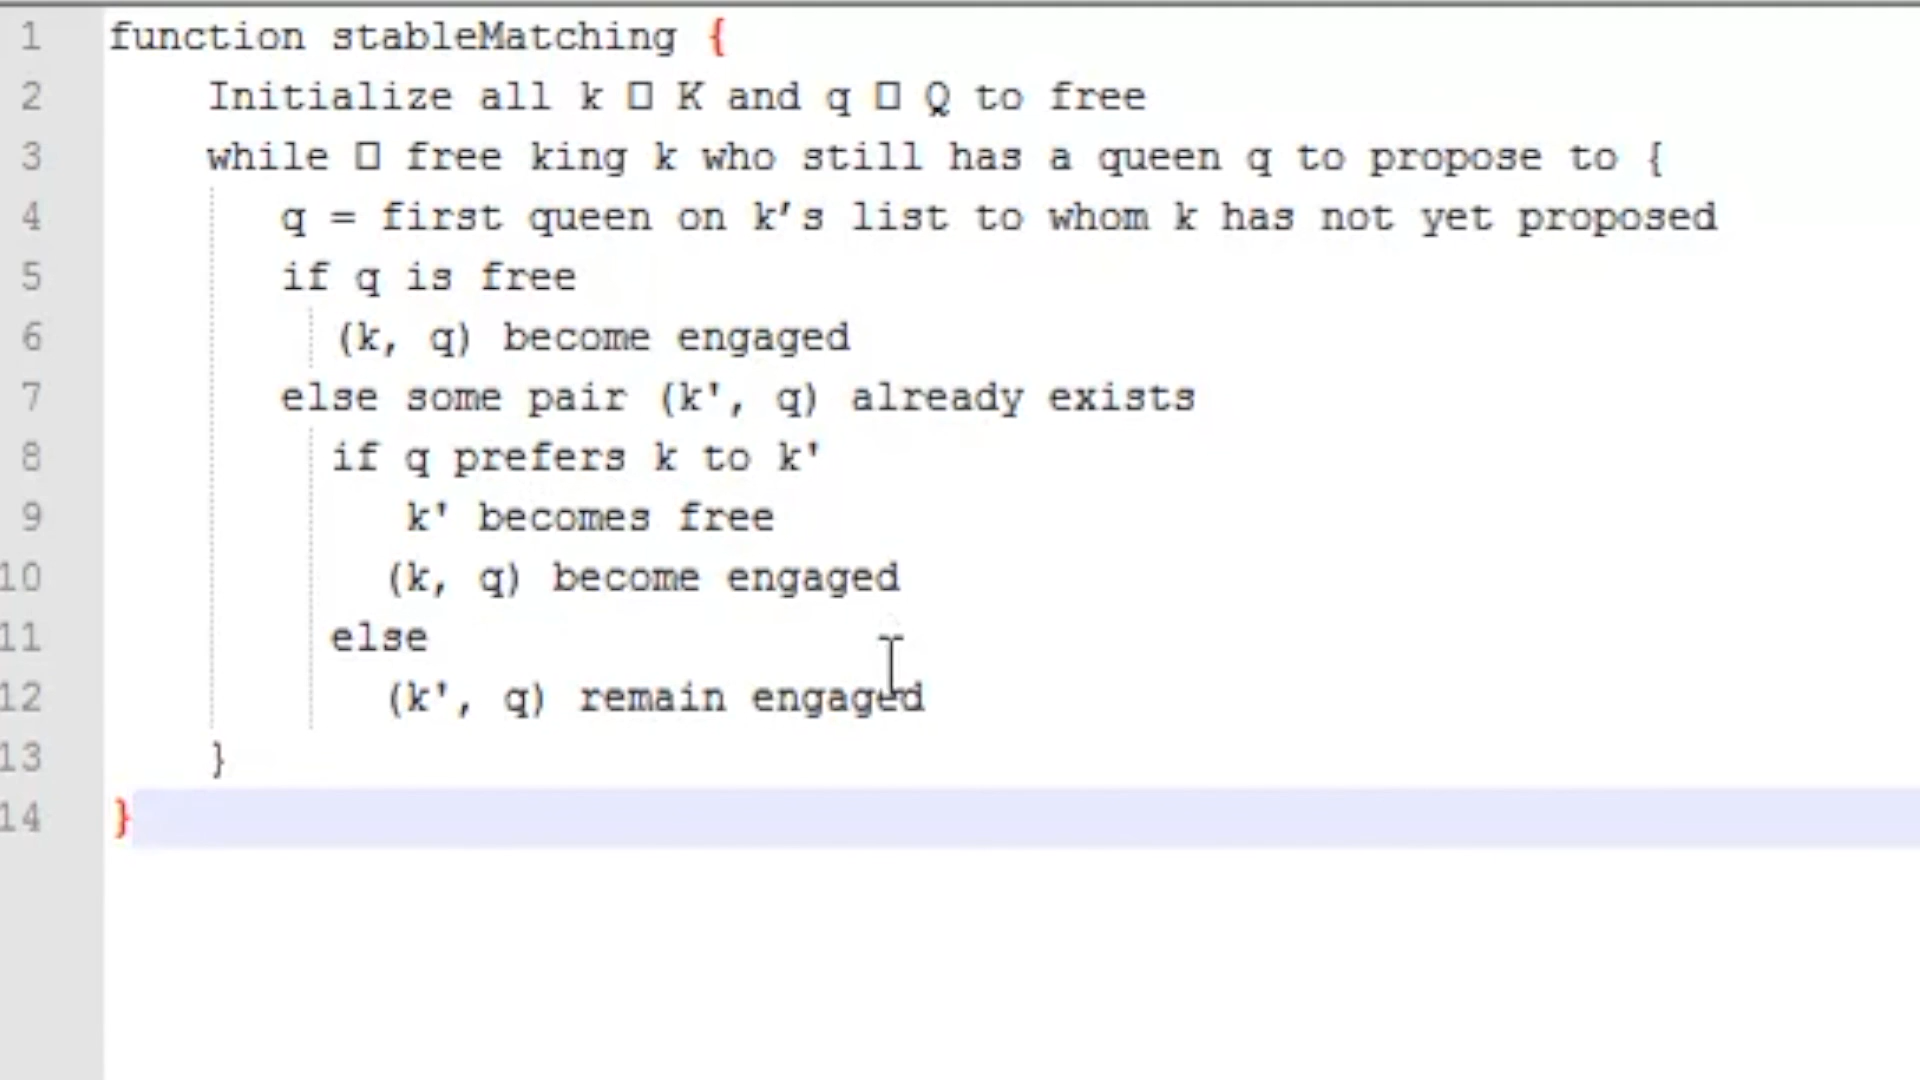 1 function stableMatching {
2 Initialize all k □ K and q □ Q to free
3 while □ free king k who still has a queen q to propose to {
4 q = first queen on k’s list to whom k has not yet proposed
5 if q is free
6 (k, q) become engaged
7 else some pair (k', q) already exists
8 if q prefers k to k'
9 k' becomes free
10 (k, q) become engaged
11 else
12 (k', q) remain engaged
13 }
14 }